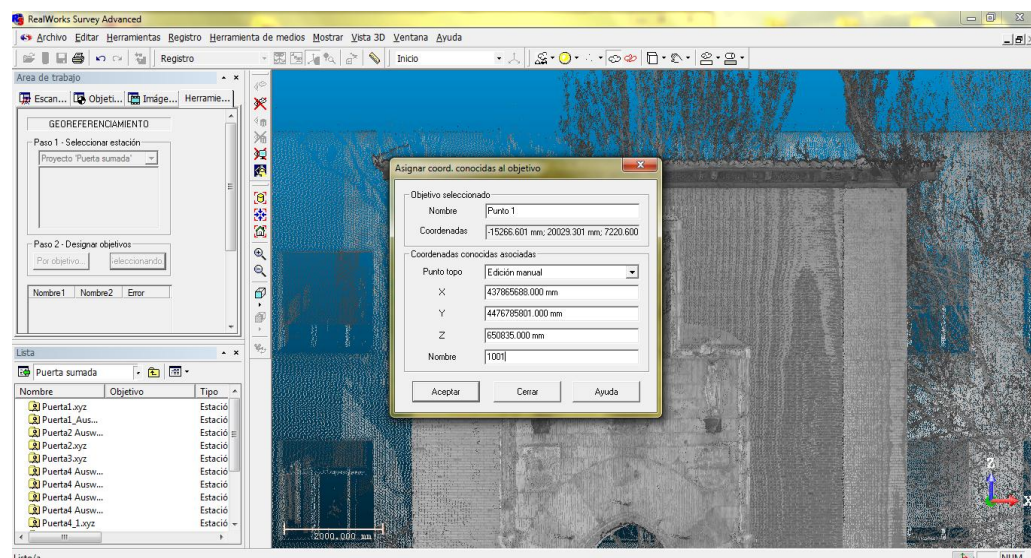 RealWorks Survey Advanced
Archivo Editar Herramientas Registro Herramienta de medios Mostrar Vista 3D Ventana Ayuda
Registro
Inicio
Area de trabajo
Escan... Objeti... Imáge... Herramie...
GEOREFERENCIAMIENTO
Paso 1 - Seleccionar estación
Proyecto 'Puerta sumada'
Paso 2 - Designar objetivos
Por objetivo... seleccionando
Nombre1 Nombre2 Error
Asignar coord. conocidas al objetivo
Objetivo seleccionado
Nombre Punto 1
Coordenadas -15266.601 mm; 20029.301 mm; 7220.600
Coordenadas conocidas asociadas
Punto topo Edición manual
X 437865688.000 mm
Y 4476785801.000 mm
Z 650835.000 mm
Nombre 1001
Aceptar Cerrar Ayuda
Lista
Puerta sumada
Nombre Objetivo Tipo
Puerta1.xyz Estació
Puerta1_Aus... Estació
Puerta2 Ausw... Estació
Puerta2.xyz Estació
Puerta3.xyz Estació
Puerta4 Ausw... Estació
Puerta4 Ausw... Estació
Puerta4 Ausw... Estació
Puerta4 Ausw... Estació
Puerta4_1.xyz Estació
2000.000 mm
Z
X
Listo/a
NUM